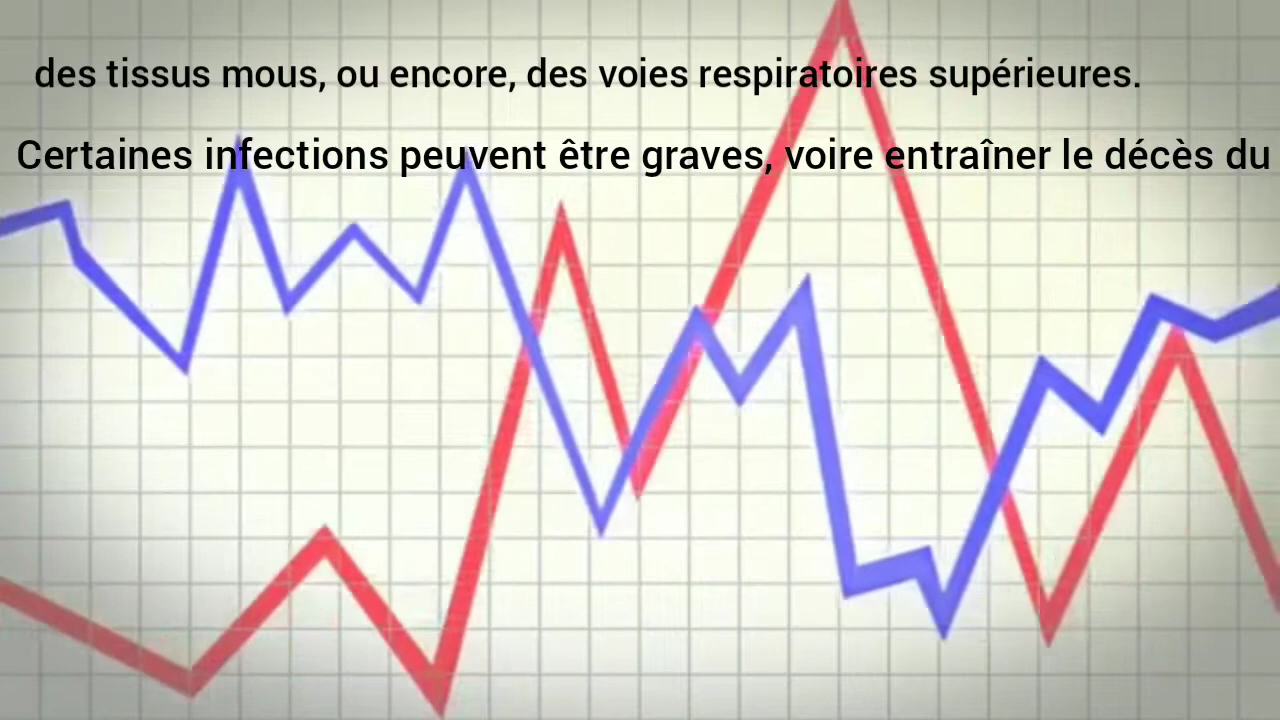 des tissus mous, ou encore, des voies respiratoires supérieures.
Certaines infections peuvent être graves, voire entraîner le décès du